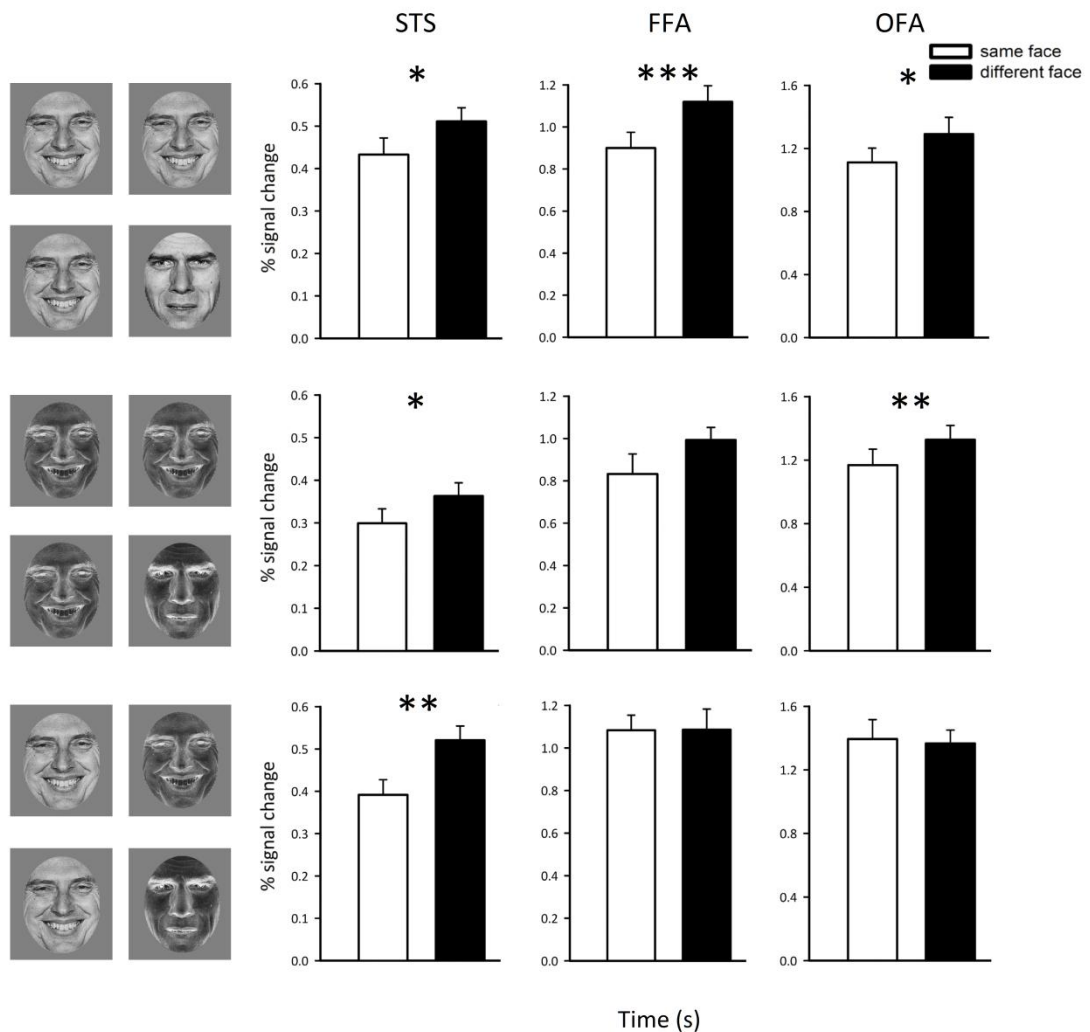 STS FFA OFA
same face
different face
* *** *
0.6 1.2 1.6
0.5 1.0
0.4 0.8 1.2
0.3 0.6 0.8
0.2 0.4
0.1 0.2 0.4
0.0 0.0 0.0
% signal change
* **
0.6 1.2 1.6
0.5 1.0
0.4 0.8 1.2
0.3 0.6 0.8
0.2 0.4
0.1 0.2 0.4
0.0 0.0 0.0
% signal change
**
0.6 1.2 1.6
0.5 1.0
0.4 0.8 1.2
0.3 0.6 0.8
0.2 0.4
0.1 0.2 0.4
0.0 0.0 0.0
% signal change
Time (s)